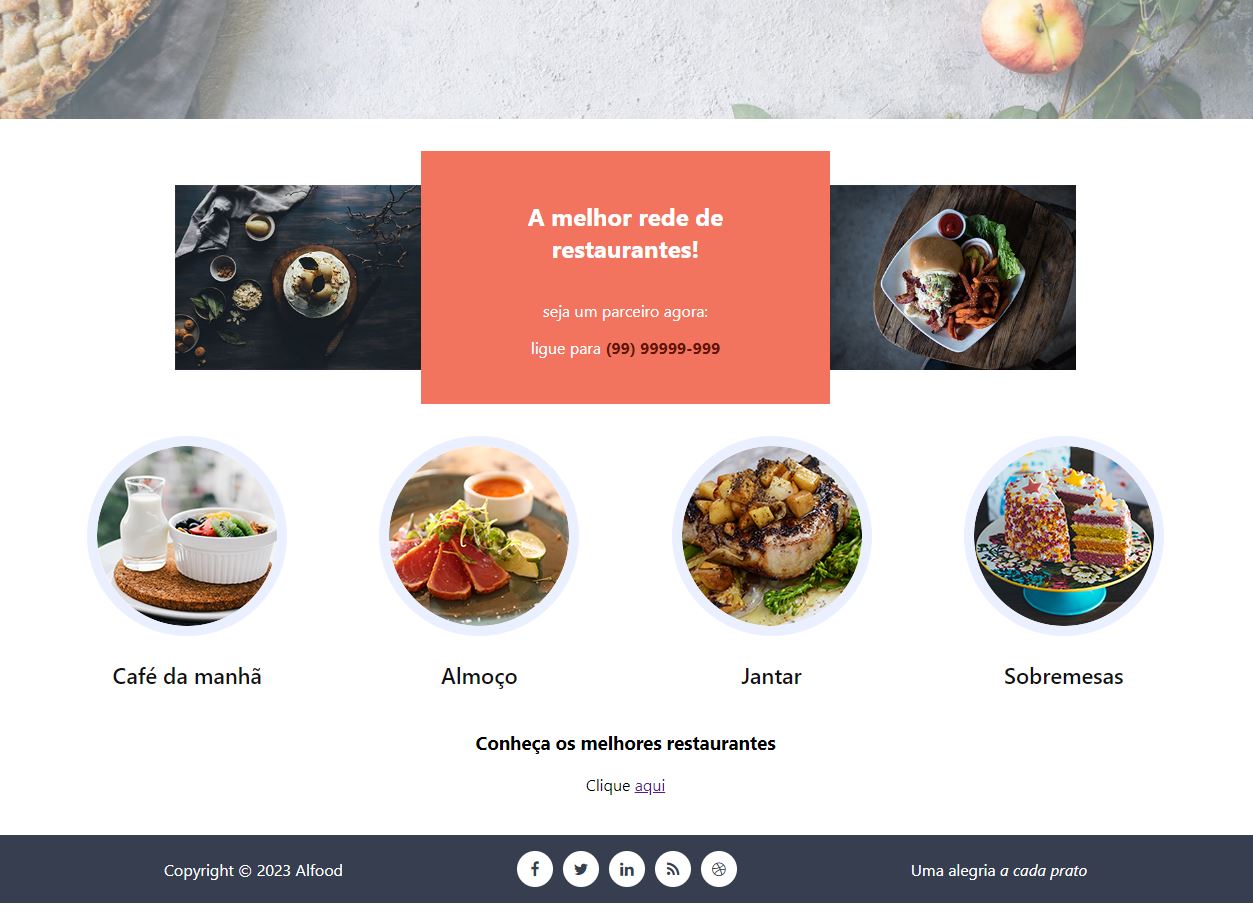 A melhor rede de
restaurantes!
seja um parceiro agora:
ligue para (99) 99999-999
Café da manhã
Almoço
Jantar
Sobremesas
Conheça os melhores restaurantes
Clique aqui
Copyright © 2023 Alfood
Uma alegria a cada prato